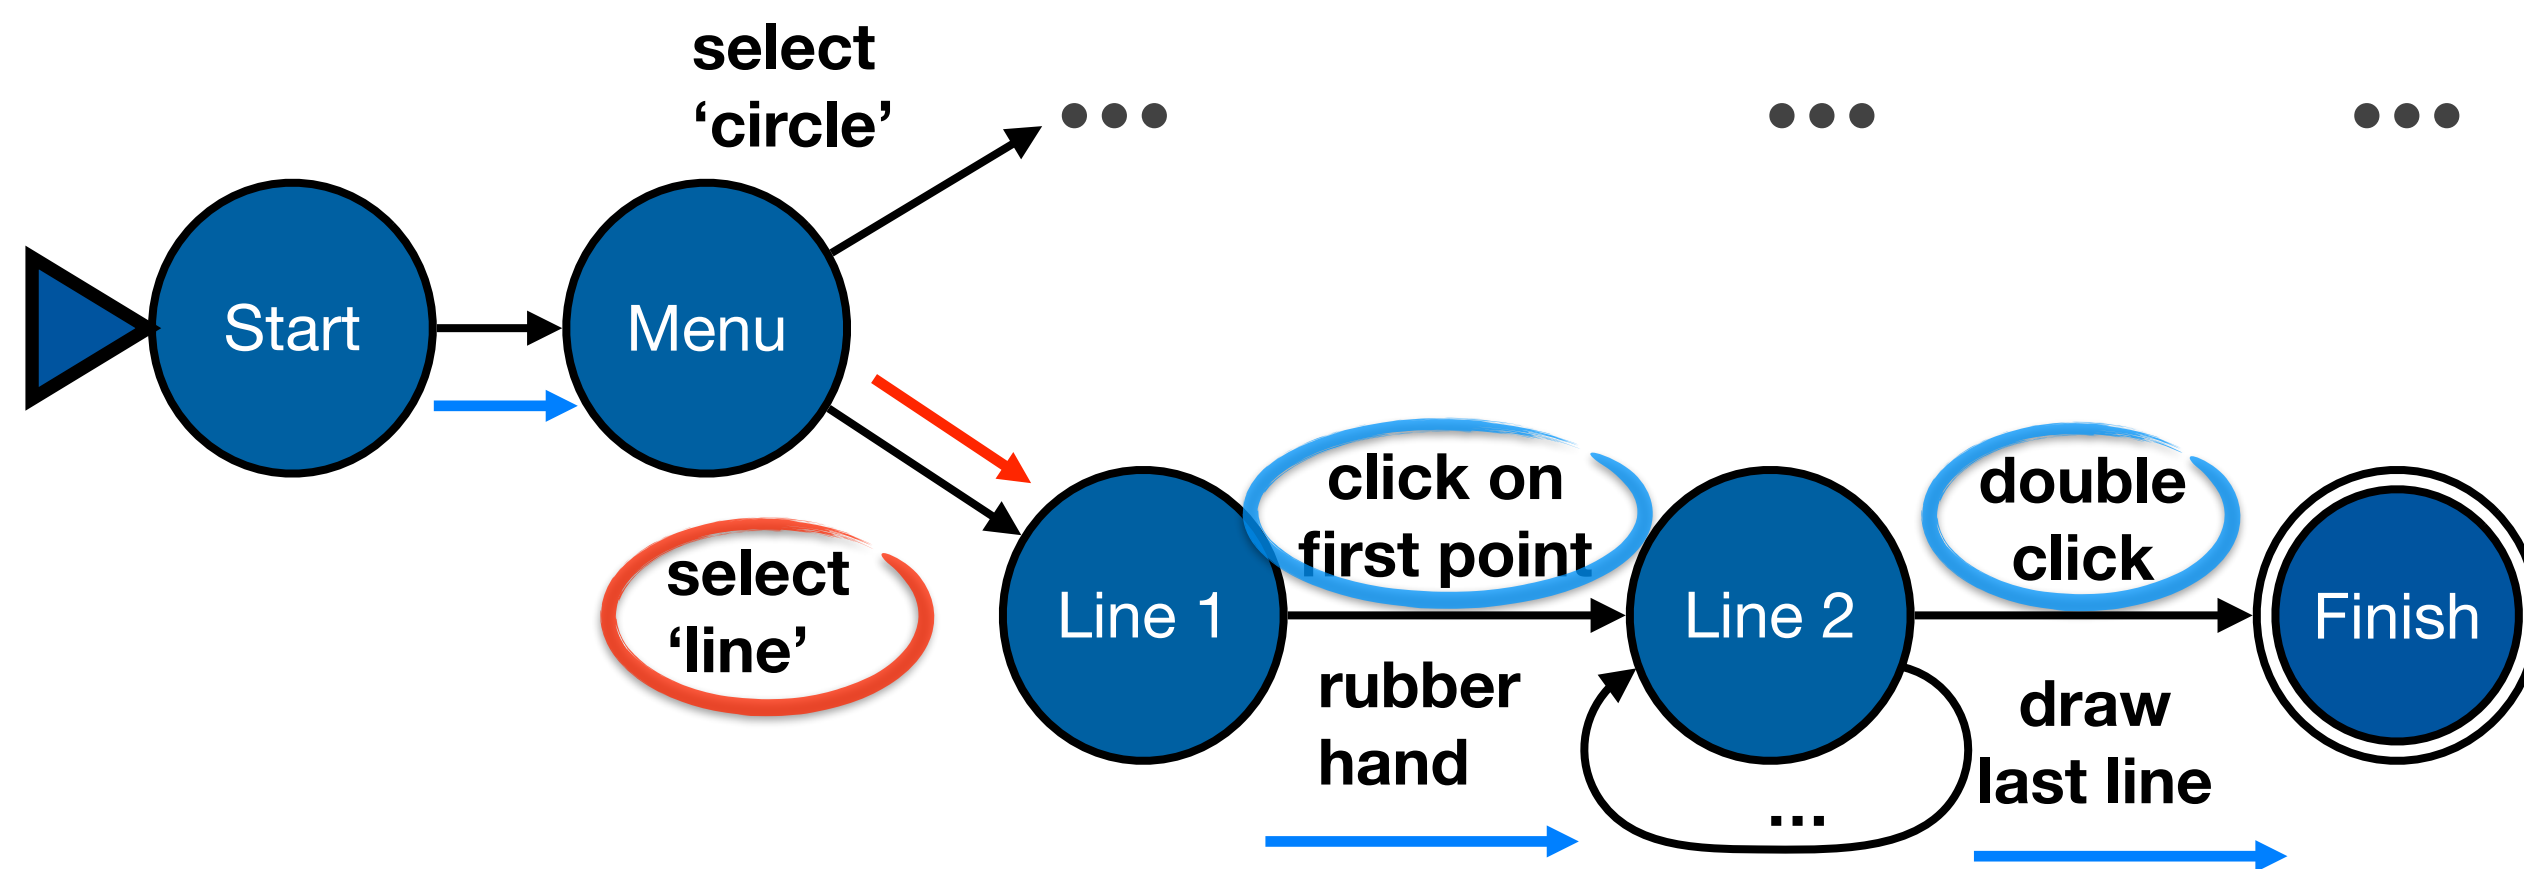 select
‘circle’
Start
Menu
select
‘line’
Line 1
click on
first point
rubber
hand
Line 2
...
double
click
draw
last line
Finish